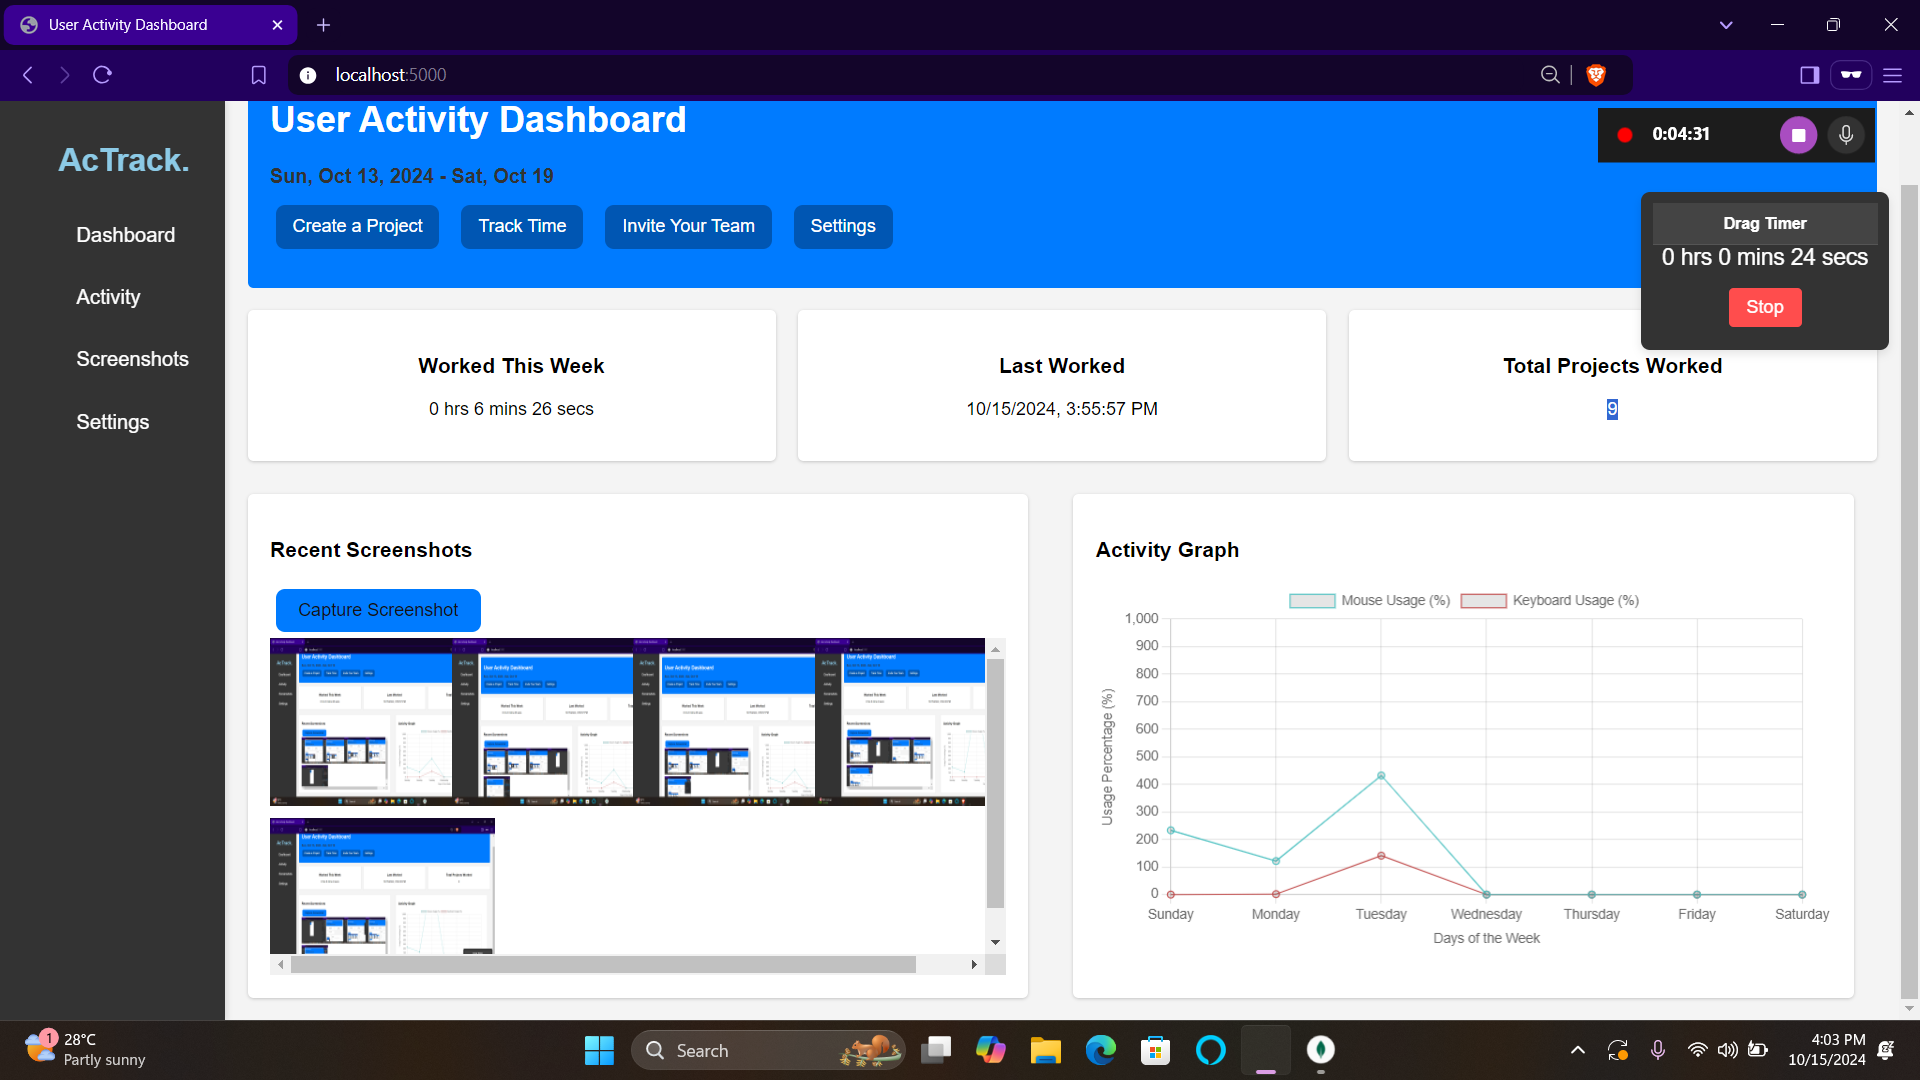 User Activity Dashboard
localhost:5000
AcTrack.
Dashboard
Activity
Screenshots
Settings
User Activity Dashboard
Sun, Oct 13, 2024 - Sat, Oct 19
Create a Project
Track Time
Invite Your Team
Settings
0:04:31
Drag Timer
0 hrs 0 mins 24 secs
Stop
Worked This Week
0 hrs 6 mins 26 secs
Last Worked
10/15/2024, 3:55:57 PM
Total Projects Worked
9
Recent Screenshots
Capture Screenshot
Activity Graph
Mouse Usage (%)
Keyboard Usage (%)
Usage Percentage (%)
1,000
900
800
700
600
500
400
300
200
100
0
Sunday
Monday
Tuesday
Wednesday
Thursday
Friday
Saturday
Days of the Week
1
28°C
Partly sunny
Search
4:03 PM
10/15/2024